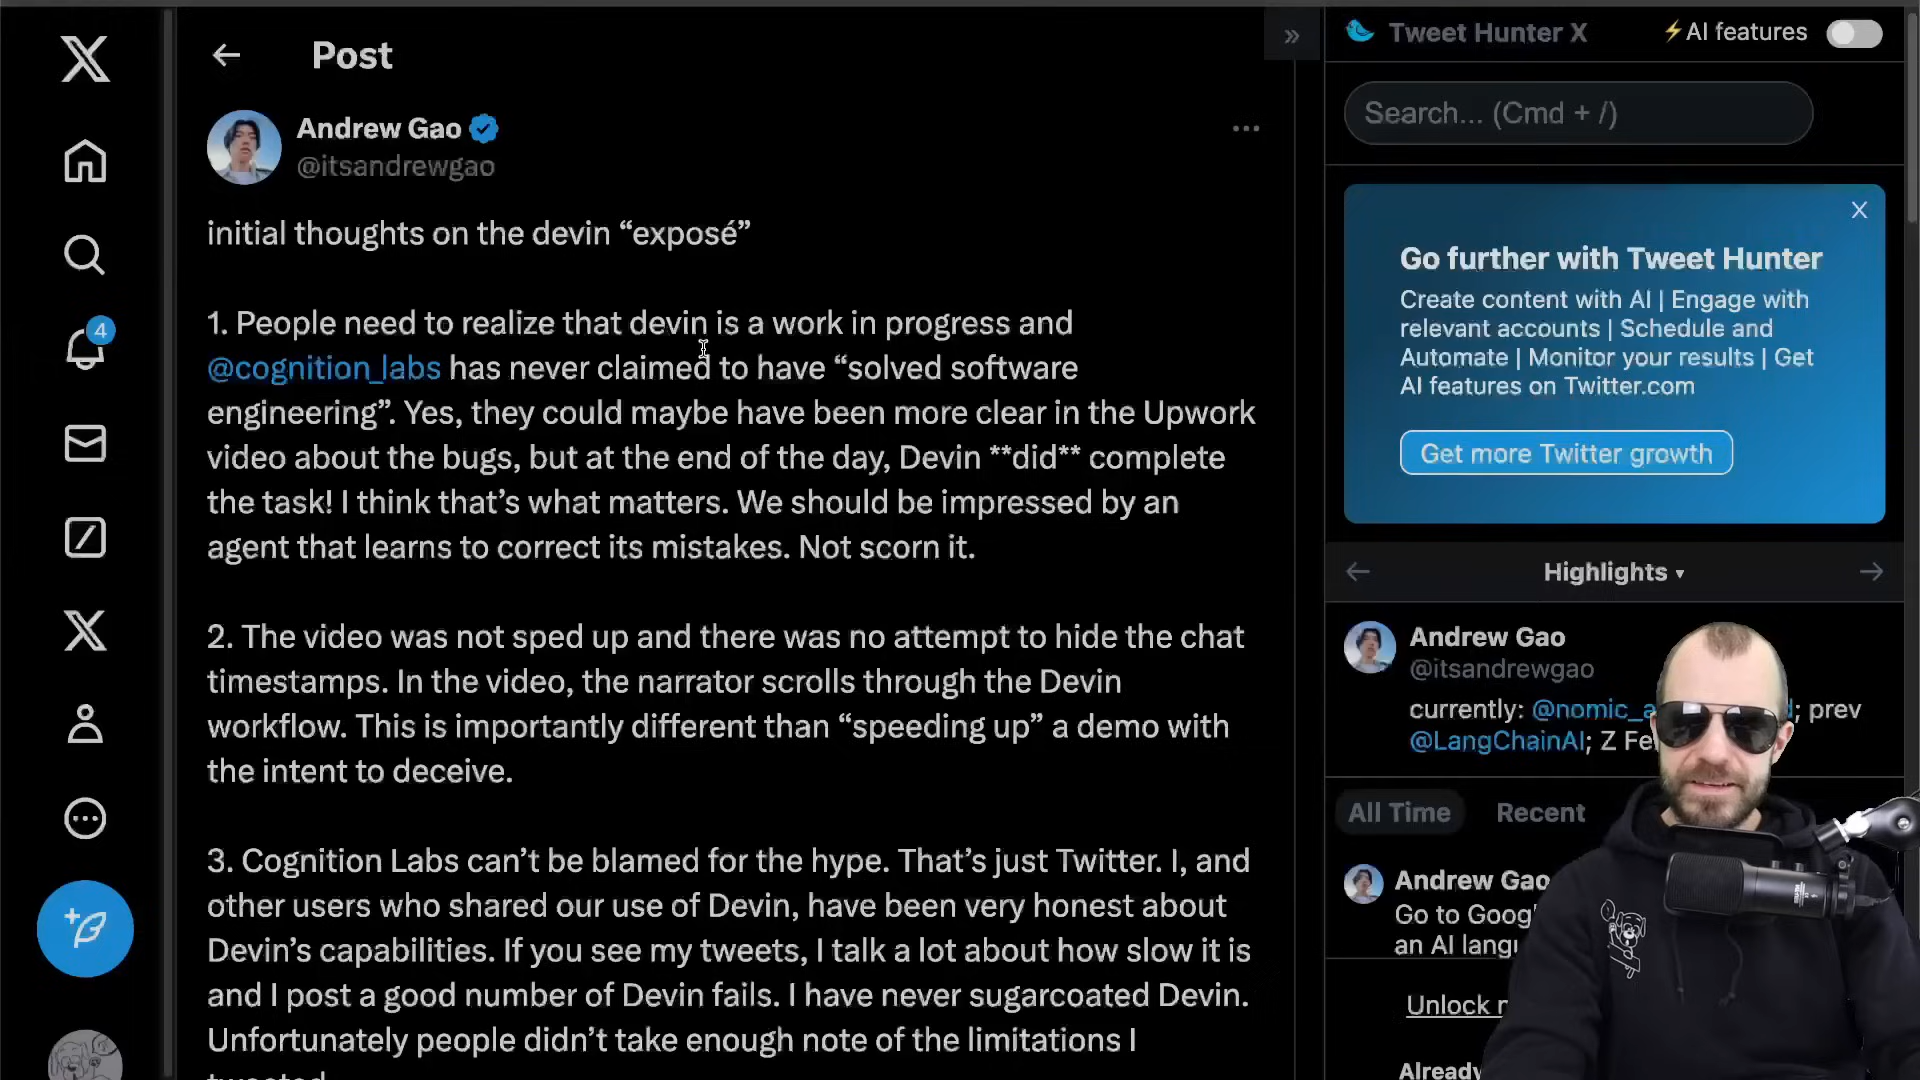 Post
Andrew Gao
@itsandrewgao
initial thoughts on the devin “exposé”
1. People need to realize that devin is a work in progress and
@cognition_labs has never claimed to have “solved software
engineering”. Yes, they could maybe have been more clear in the Upwork
video about the bugs, but at the end of the day, Devin **did** complete
the task! I think that’s what matters. We should be impressed by an
agent that learns to correct its mistakes. Not scorn it.
2. The video was not sped up and there was no attempt to hide the chat
timestamps. In the video, the narrator scrolls through the Devin
workflow. This is importantly different than “speeding up” a demo with
the intent to deceive.
3. Cognition Labs can’t be blamed for the hype. That’s just Twitter. I, and
other users who shared our use of Devin, have been very honest about
Devin’s capabilities. If you see my tweets, I talk a lot about how slow it is
and I post a good number of Devin fails. I have never sugarcoated Devin.
Unfortunately people didn’t take enough note of the limitations I
4
»
Tweet Hunter X
⚡AI features
Search... (Cmd + /)
X
Go further with Tweet Hunter
Create content with AI | Engage with
relevant accounts | Schedule and
Automate | Monitor your results | Get
AI features on Twitter.com
Get more Twitter growth
Highlights ▾
Andrew Gao
@itsandrewgao
currently: @nomic_ ; prev
@LangChainAI; Z
All Time Recent
Andrew Gao
Go to
an AI
Unlock
Already